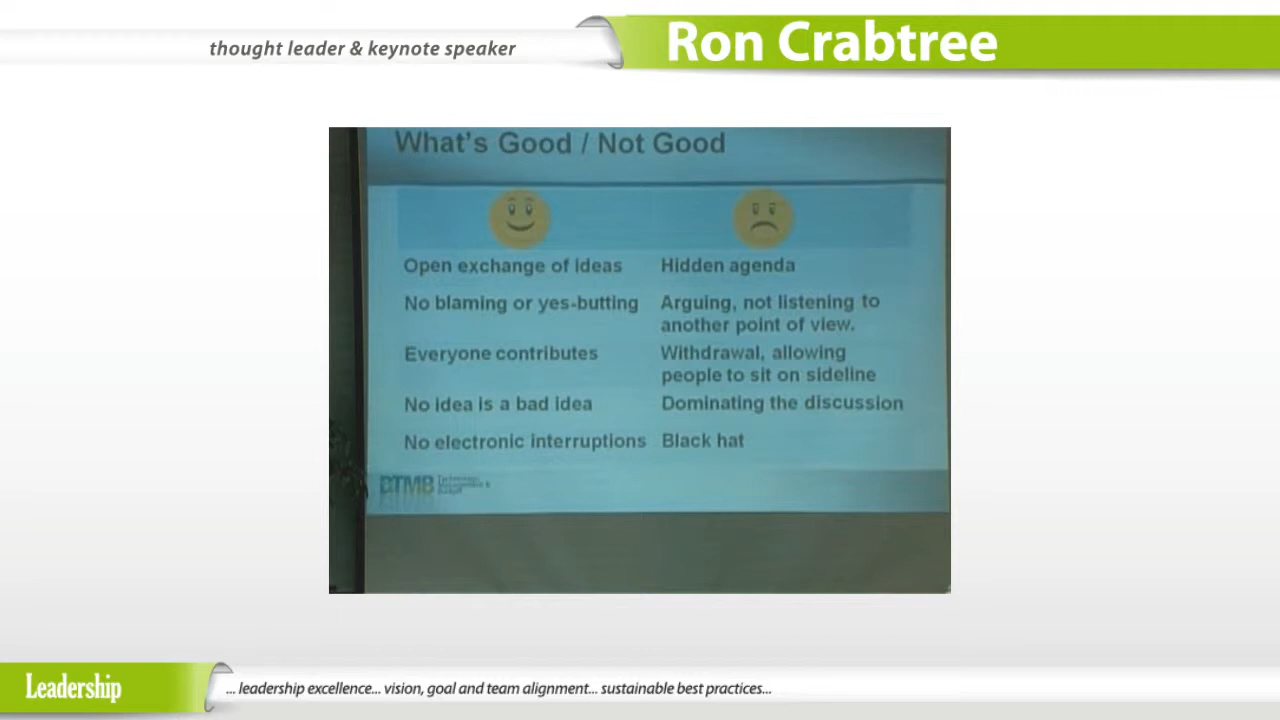 thought leader & keynote speaker
Ron Crabtree
What's Good / Not Good
Open exchange of ideas
Hidden agenda
No blaming or yes-butting
Arguing, not listening to
another point of view.
Everyone contributes
Withdrawal, allowing
people to sit on sideline
No idea is a bad idea
Dominating the discussion
No electronic interruptions
Black hat
DTMB
Leadership
... leadership excellence... vision, goal and team alignment... sustainable best practices...